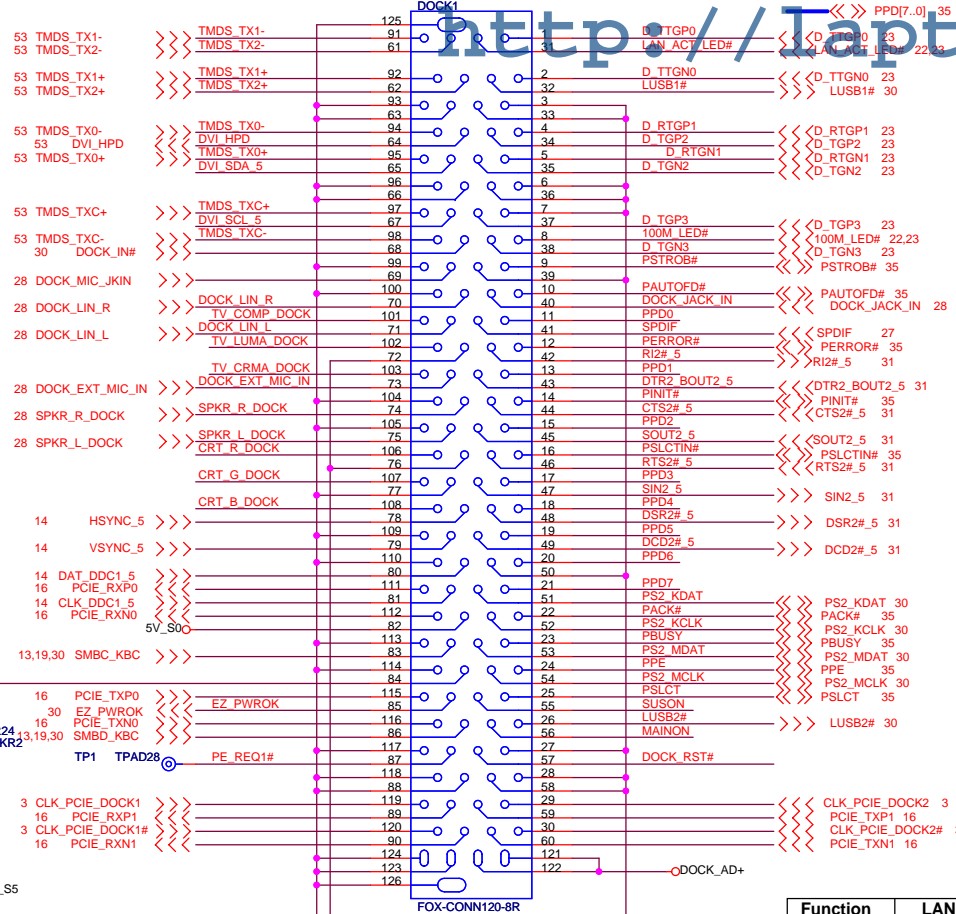 DOCK1
http://lapt
PPD[7..0] 35
125
53 TMDS_TX1- TMDS_TX1- 91 1 D_TTGP0 D_TTGP0 23
53 TMDS_TX2- TMDS_TX2- 61 31 LAN_ACT_LED# LAN_ACT_LED# 22,23
53 TMDS_TX1+ TMDS_TX1+ 92 2 D_TTGN0 D_TTGN0 23
53 TMDS_TX2+ TMDS_TX2+ 62 32 LUSB1# LUSB1# 30
93 3
63 33
53 TMDS_TX0- TMDS_TX0- 94 4 D_RTGP1 D_RTGP1 23
53 DVI_HPD DVI_HPD 64 34 D_TGP2 D_TGP2 23
53 TMDS_TX0+ TMDS_TX0+ 95 5 D_RTGN1 D_RTGN1 23
DVI_SDA_5 65 35 D_TGN2 D_TGN2 23
96 6
66 36
53 TMDS_TXC+ TMDS_TXC+ 97 7
DVI_SCL_5 67 37 D_TGP3 D_TGP3 23
53 TMDS_TXC- TMDS_TXC- 98 8 100M_LED# 100M_LED# 22,23
30 DOCK_IN# 68 38 D_TGN3 D_TGN3 23
99 9 PSTROB# PSTROB# 35
28 DOCK_MIC_JKIN 69 39
100 10 PAUTOFD# PAUTOFD# 35
28 DOCK_LIN_R DOCK_LIN_R 70 40 DOCK_JACK_IN DOCK_JACK_IN 28
TV_COMP_DOCK 101 11 PPD0
28 DOCK_LIN_L DOCK_LIN_L 71 41 SPDIF SPDIF 27
TV_LUMA_DOCK 102 12 PERROR# PERROR# 35
72 42 RI2#_5 RI2#_5 31
TV_CRMA_DOCK 103 13 PPD1
28 DOCK_EXT_MIC_IN DOCK_EXT_MIC_IN 73 43 DTR2_BOUT2_5 DTR2_BOUT2_5 31
104 14 PINIT# PINIT# 35
28 SPKR_R_DOCK SPKR_R_DOCK 74 44 CTS2#_5 CTS2#_5 31
105 15 PPD2
28 SPKR_L_DOCK SPKR_L_DOCK 75 45 SOUT2_5 SOUT2_5 31
CRT_R_DOCK 106 16 PSLCTIN# PSLCTIN# 35
76 46 RTS2#_5 RTS2#_5 31
CRT_G_DOCK 107 17 PPD3
77 47 SIN2_5 SIN2_5 31
CRT_B_DOCK 108 18 PPD4
14 HSYNC_5 78 48 DSR2#_5 DSR2#_5 31
109 19 PPD5
14 VSYNC_5 79 49 DCD2#_5 DCD2#_5 31
110 20 PPD6
14 DAT_DDC1_5 80 50
16 PCIE_RXP0 111 21 PPD7
14 CLK_DDC1_5 81 51 PS2_KDAT PS2_KDAT 30
16 PCIE_RXN0 112 22 PACK# PACK# 35
5V_S0 82 52 PS2_KCLK PS2_KCLK 30
113 23 PBUSY PBUSY 35
13,19,30 SMBC_KBC 83 53 PS2_MDAT PS2_MDAT 30
114 24 PPE PPE 35
84 54 PS2_MCLK PS2_MCLK 30
16 PCIE_TXP0 115 25 PSLCT PSLCT 35
30 EZ_PWROK EZ_PWROK 85 55 SUSON
16 PCIE_TXN0 116 26 LUSB2# LUSB2# 30
24
13,19,30 SMBD_KBC 86 56 MAINON
KR2
117 27
TP1 TPAD28 PE_REQ1# 87 57 DOCK_RST#
118 28
88 58
3 CLK_PCIE_DOCK1 119 29 CLK_PCIE_DOCK2 3
16 PCIE_RXP1 89 59 PCIE_TXP1 16
3 CLK_PCIE_DOCK1# 120 30 CLK_PCIE_DOCK2#
16 PCIE_RXN1 90 60 PCIE_TXN1 16
124 121
123 122 DOCK_AD+
126
_S5
FOX-CONN120-8R
Function LAN